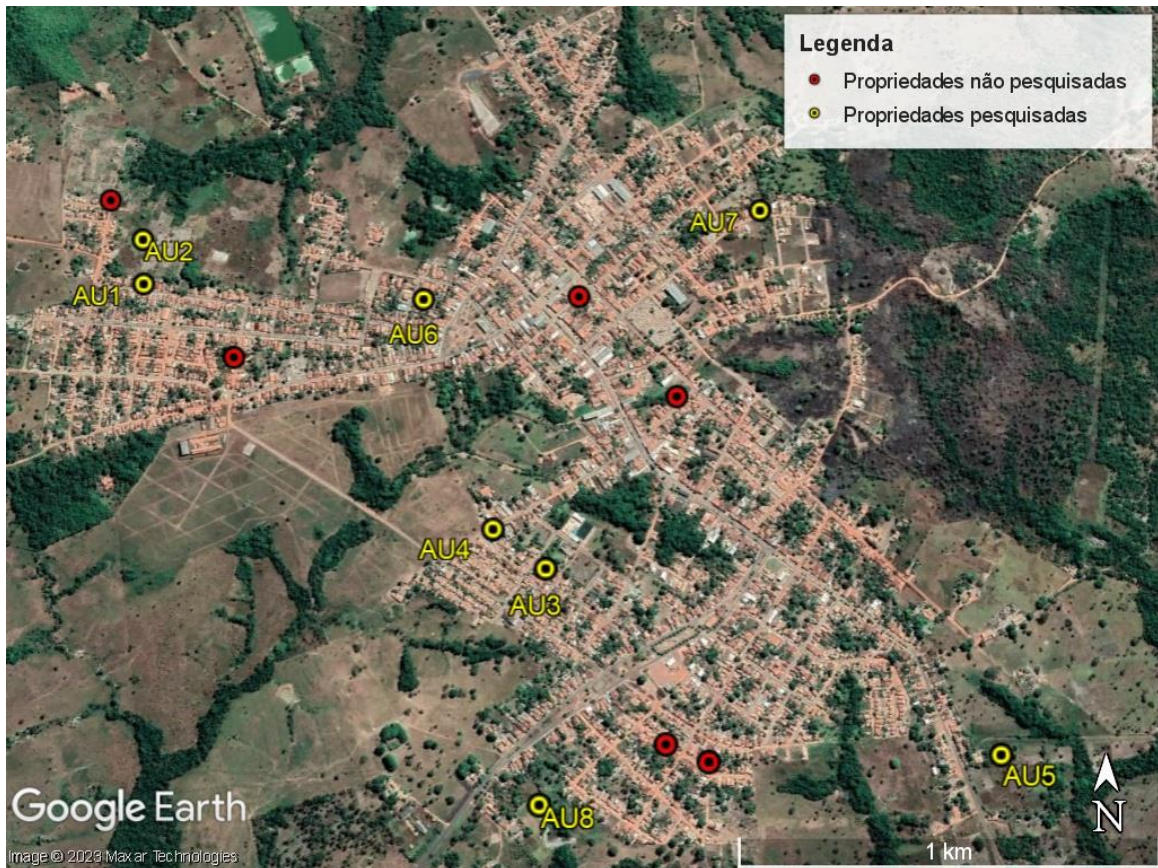 Legenda
Propriedades não pesquisadas
Propriedades pesquisadas
AU7
AU2
AU1
AU6
AU4
AU3
AU5
AU8
N
Google Earth
1 km
Image © 2023 Maxar Technologies